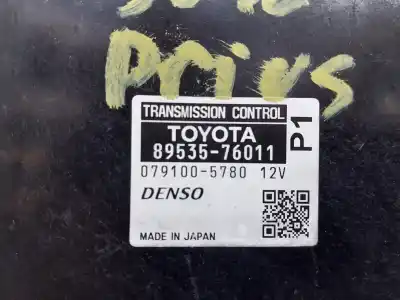 Prius
TRANSMISSION CONTROL
TOYOTA
89535-76011
P1
079100-5780 12V
DENSO
MADE IN JAPAN